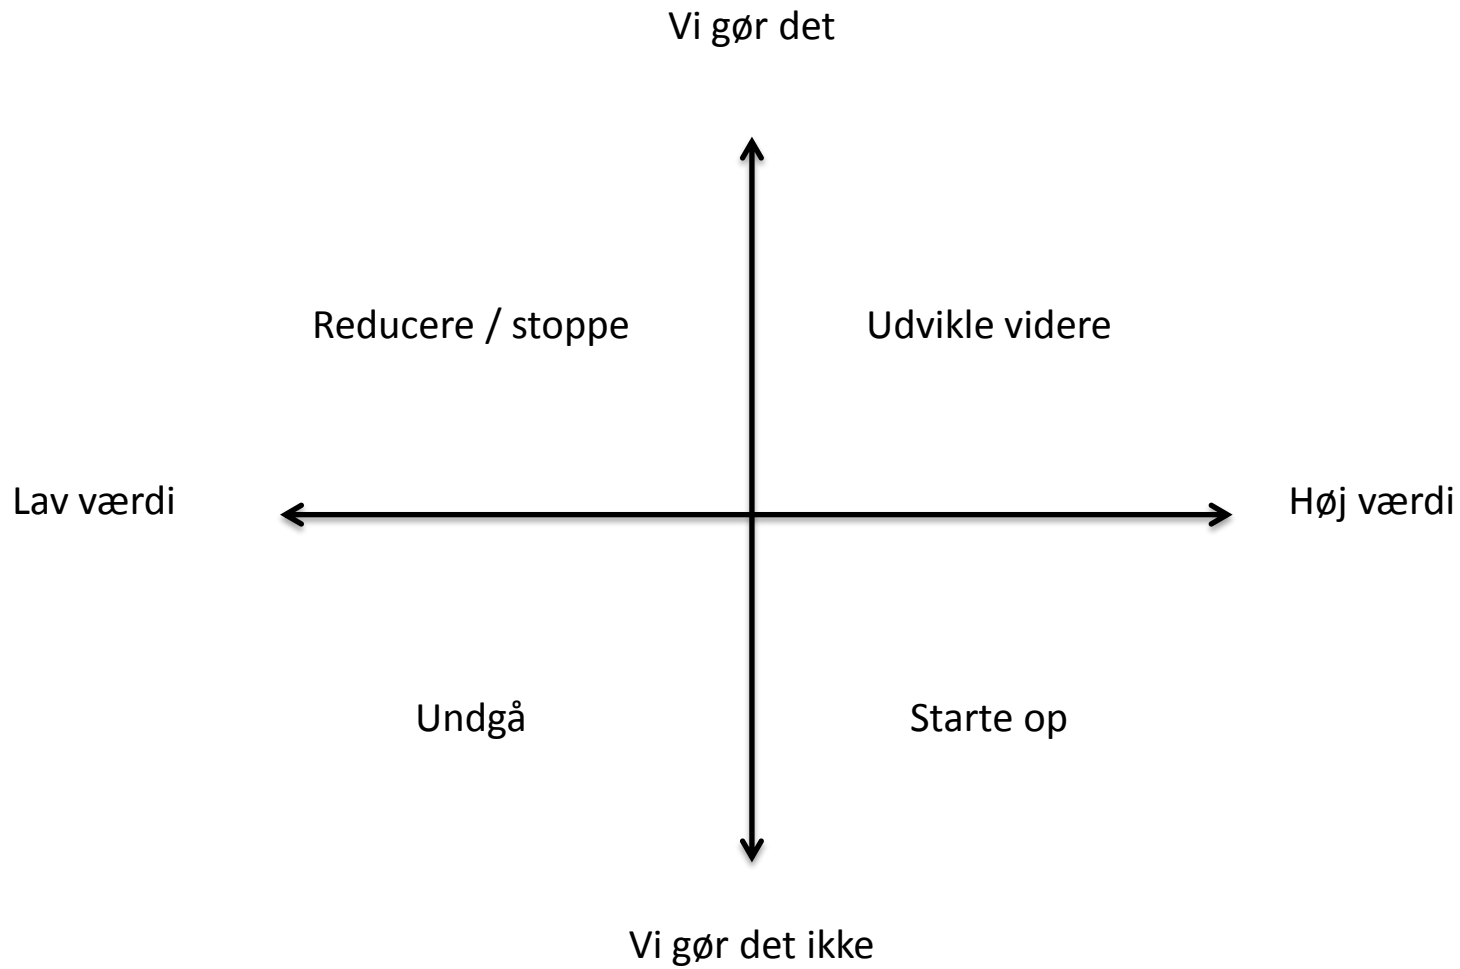 Vi gør det
Reducere / stoppe
Udvikle videre
Lav værdi
Høj værdi
Undgå
Starte op
Vi gør det ikke